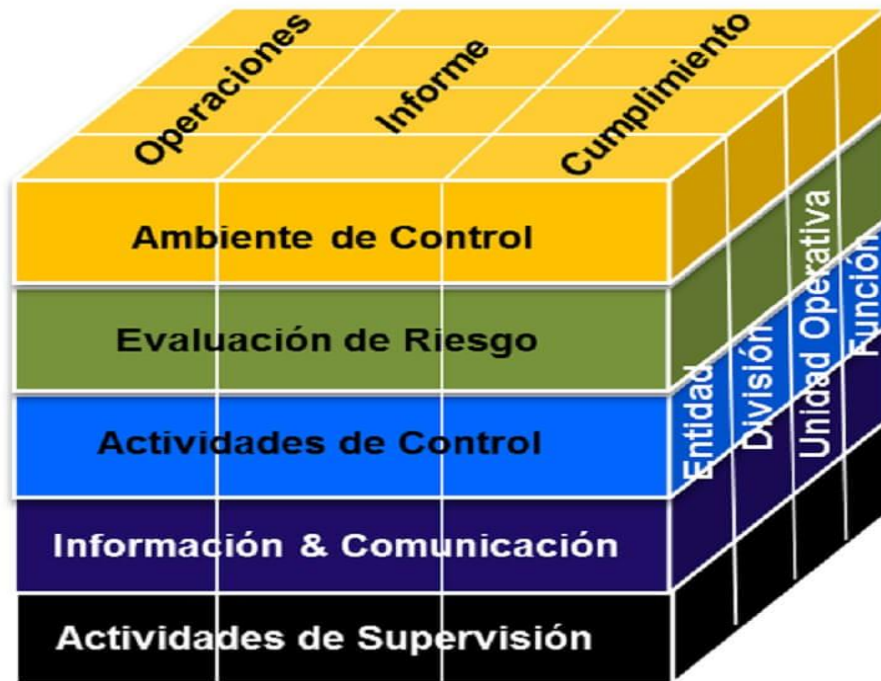 Operaciones
Informe
Cumplimiento
Ambiente de Control
Evaluación de Riesgo
Actividades de Control
Información & Comunicación
Actividades de Supervisión
Entidad
División
Unidad Operativa
Función